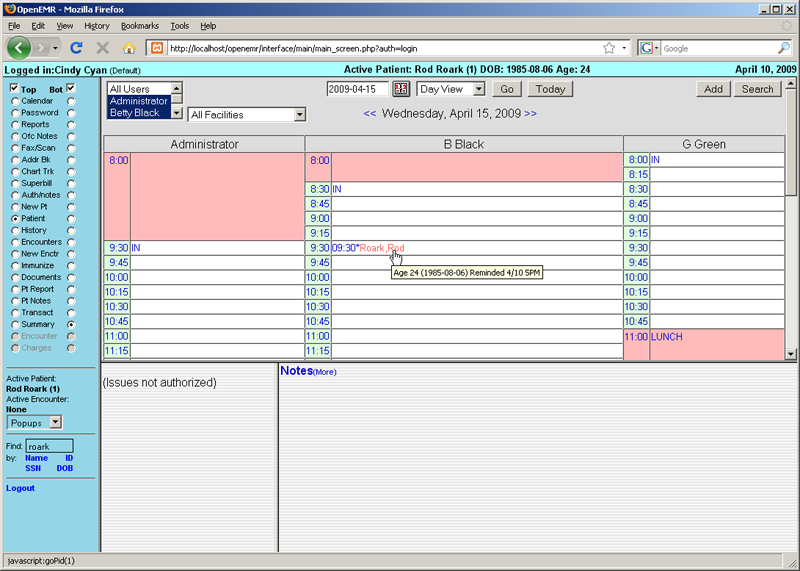 OpenEMR - Mozilla Firefox
File Edit View History Bookmarks Tools Help
http://localhost/openemr/interface/main/main_screen.php?auth=login
Google
Logged in:Cindy Cyan (Default)
Active Patient: Rod Roark (1) DOB: 1985-08-06 Age: 24
April 10, 2009
Top Bot
Calendar
Password
Reports
Ofc Notes
Fax/Scan
Addr Bk
Chart Trk
Superbill
Auth/notes
New Pt
Patient
History
Encounters
New Enctr
Immunize
Documents
Pt Report
Pt Notes
Transact
Summary
Encounter
Charges
Active Patient:
Rod Roark (1)
Active Encounter:
None
Popups
Find: roark
by: Name ID
SSN DOB
Logout
All Users
Administrator
Betty Black
All Facilities
2009-04-15
Day View
Go
Today
Add
Search
<< Wednesday, April 15, 2009 >>
Administrator
8:00
9:30 IN
9:45
10:00
10:15
10:30
10:45
11:00
11:15
B Black
8:00
8:30 IN
8:45
9:00
9:15
9:30 09:30*Roark,Rod
Age 24 (1985-08-06) Reminded 4/10 5PM
9:45
10:00
10:15
10:30
10:45
11:00
11:15
G Green
8:00 IN
8:15
8:30
8:45
9:00
9:15
9:30
9:45
10:00
10:15
10:30
10:45
11:00 LUNCH
(Issues not authorized)
Notes(More)
javascript:goPid(1)